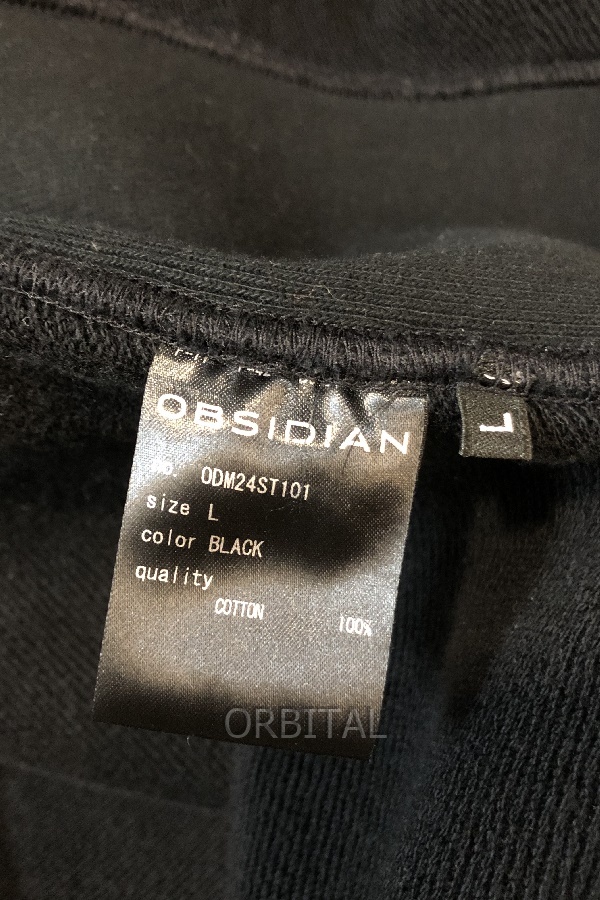 OBSIDIAN
no. ODM24ST101
size L
color BLACK
quality
COTTON 100%
L
ORBITAL